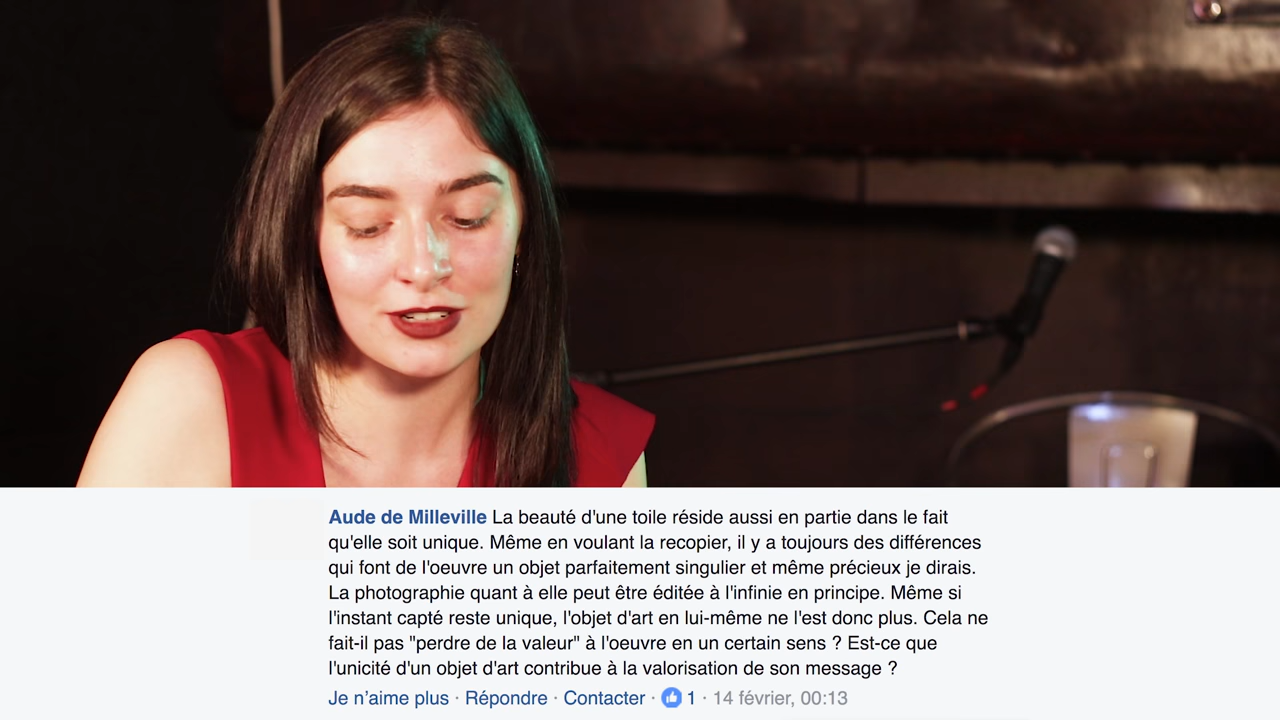 Aude de Milleville La beauté d'une toile réside aussi en partie dans le fait
qu'elle soit unique. Même en voulant la recopier, il y a toujours des différences
qui font de l'oeuvre un objet parfaitement singulier et même précieux je dirais.
La photographie quant à elle peut être éditée à l'infinie en principe. Même si
l'instant capté reste unique, l'objet d'art en lui-même ne l'est donc plus. Cela ne
fait-il pas "perdre de la valeur" à l'oeuvre en un certain sens ? Est-ce que
l'unicité d'un objet d'art contribue à la valorisation de son message ?
Je n'aime plus · Répondre · Contacter · 1 · 14 février, 00:13